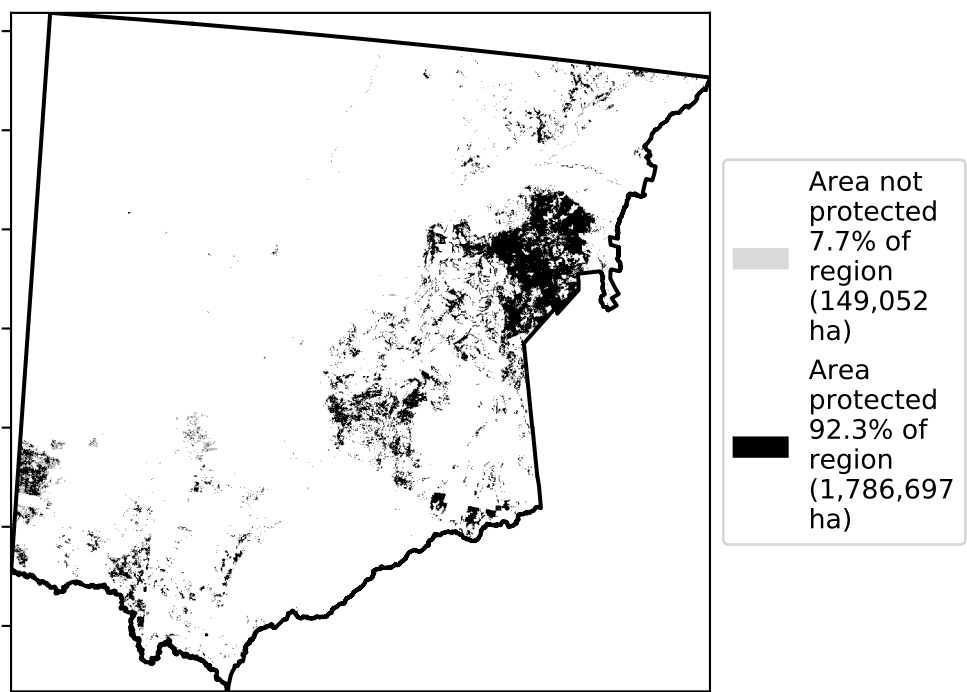 Area not
protected
7.7% of
region
(149,052
ha)
Area
protected
92.3% of
region
(1,786,697
ha)